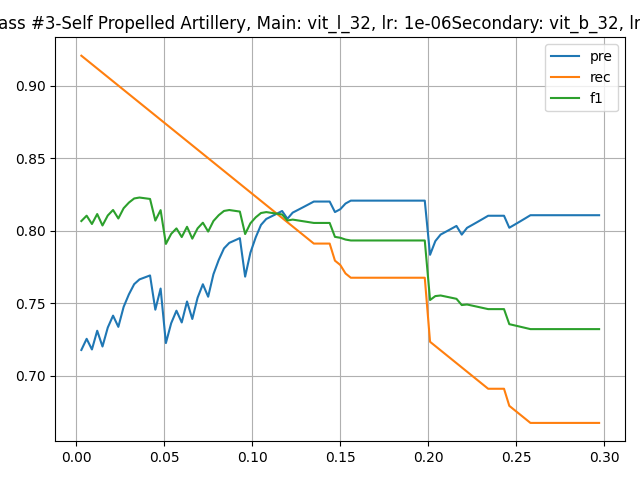 ass #3-Self Propelled Artillery, Main: vit_l_32, lr: 1e-06Secondary: vit_b_32, lr
pre
rec
f1
0.90
0.85
0.80
0.75
0.70
0.00 0.05 0.10 0.15 0.20 0.25 0.30